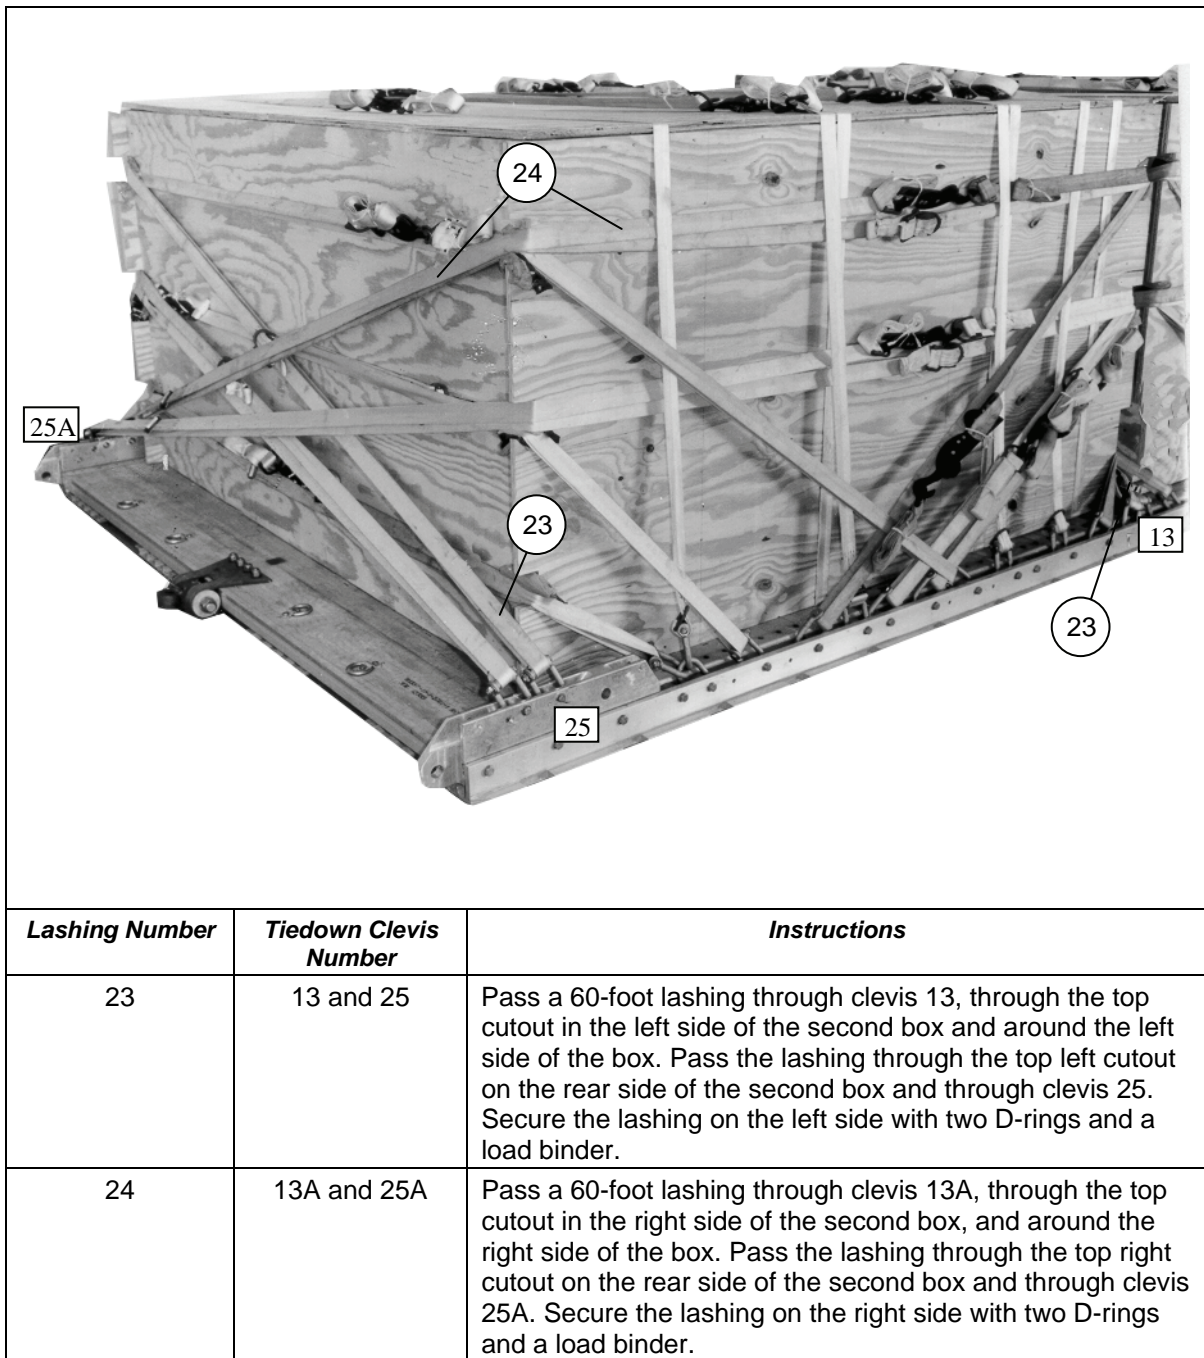 24
25A
23
13
23
25
Lashing Number
Tiedown Clevis
Number
Instructions
23
13 and 25
Pass a 60-foot lashing through clevis 13, through the top
cutout in the left side of the second box and around the left
side of the box. Pass the lashing through the top left cutout
on the rear side of the second box and through clevis 25.
Secure the lashing on the left side with two D-rings and a
load binder.
24
13A and 25A
Pass a 60-foot lashing through clevis 13A, through the top
cutout in the right side of the second box, and around the
right side of the box. Pass the lashing through the top right
cutout on the rear side of the second box and through clevis
25A. Secure the lashing on the right side with two D-rings
and a load binder.